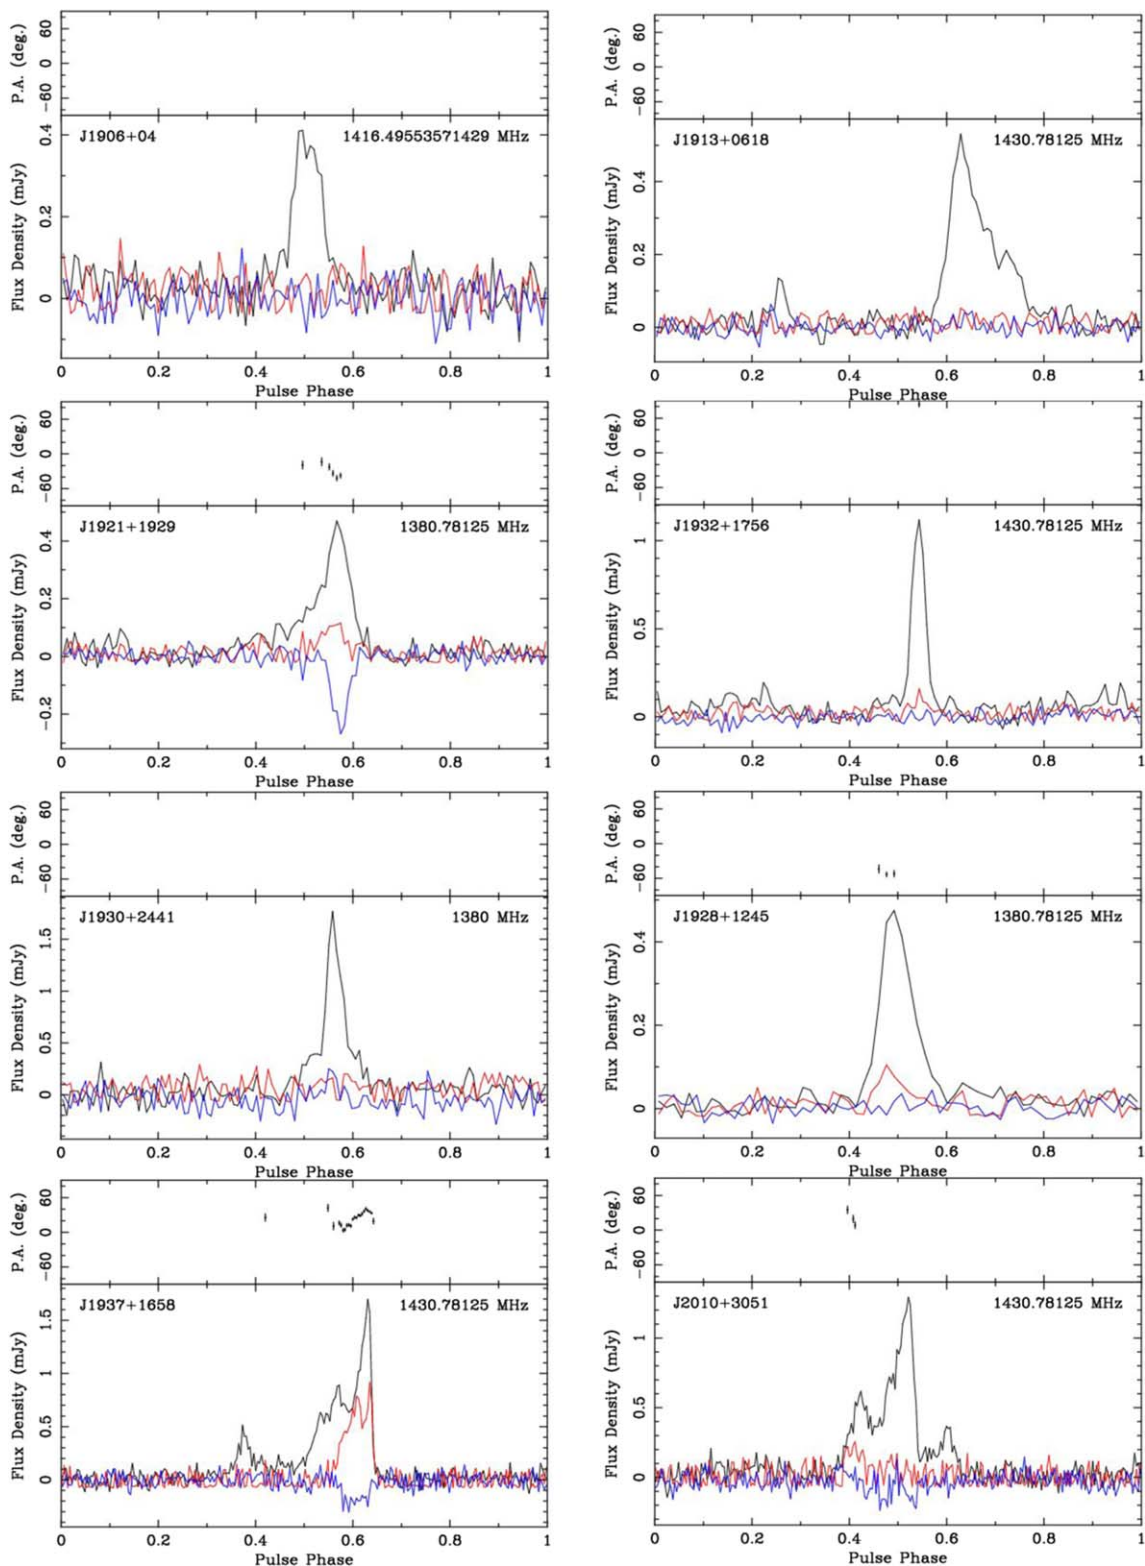 P.A. (deg.)
−60 0 60
J1906+04 1416.49553571429 MHz
Flux Density (mJy)
0 0.2 0.4
0 0.2 0.4 0.6 0.8 1
Pulse Phase
P.A. (deg.)
−60 0 60
J1913+0618 1430.78125 MHz
Flux Density (mJy)
0 0.2 0.4
0 0.2 0.4 0.6 0.8 1
Pulse Phase
P.A. (deg.)
−60 0 60
J1921+1929 1380.78125 MHz
Flux Density (mJy)
−0.2 0 0.2 0.4
0 0.2 0.4 0.6 0.8 1
Pulse Phase
P.A. (deg.)
−60 0 60
J1932+1756 1430.78125 MHz
Flux Density (mJy)
0 0.5 1
0 0.2 0.4 0.6 0.8 1
Pulse Phase
P.A. (deg.)
−60 0 60
J1930+2441 1380 MHz
Flux Density (mJy)
0 0.5 1 1.5
0 0.2 0.4 0.6 0.8 1
Pulse Phase
P.A. (deg.)
−60 0 60
J1928+1245 1380.78125 MHz
Flux Density (mJy)
0 0.2 0.4
0 0.2 0.4 0.6 0.8 1
Pulse Phase
P.A. (deg.)
−60 0 60
J1937+1658 1430.78125 MHz
Flux Density (mJy)
0 0.5 1 1.5
0 0.2 0.4 0.6 0.8 1
Pulse Phase
P.A. (deg.)
−60 0 60
J2010+3051 1430.78125 MHz
Flux Density (mJy)
0 0.5 1
0 0.2 0.4 0.6 0.8 1
Pulse Phase